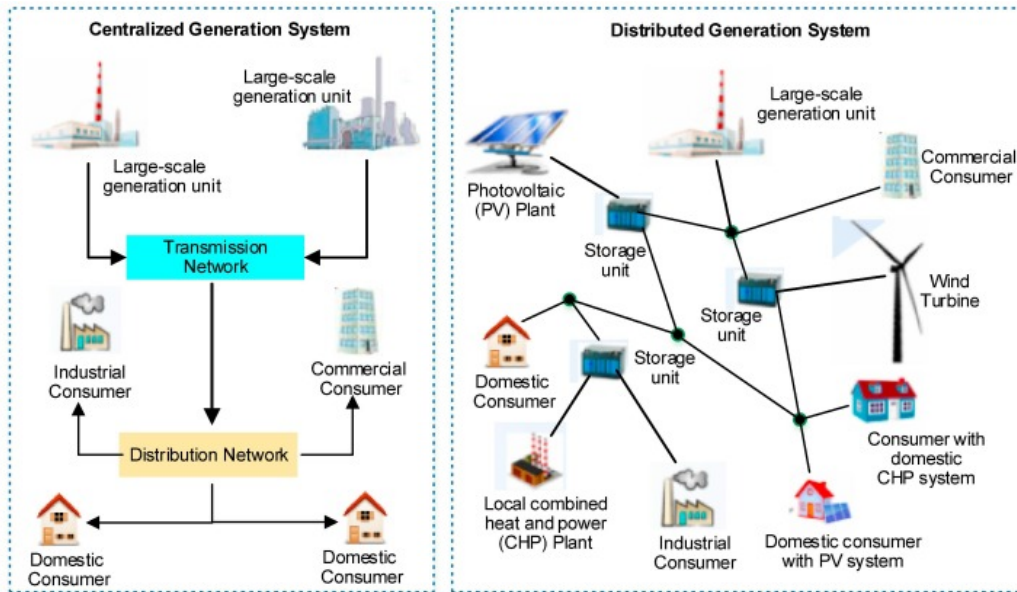 Centralized Generation System
Large-scale
generation unit
Large-scale
generation unit
Transmission
Network
Industrial
Consumer
Commercial
Consumer
Distribution Network
Domestic
Consumer
Domestic
Consumer
Distributed Generation System
Large-scale
generation unit
Photovoltaic
(PV) Plant
Commercial
Consumer
Storage
unit
Wind
Turbine
Storage
unit
Storage
unit
Domestic
Consumer
Consumer with
domestic
CHP system
Local combined
heat and power
(CHP) Plant
Industrial
Consumer
Domestic consumer
with PV system